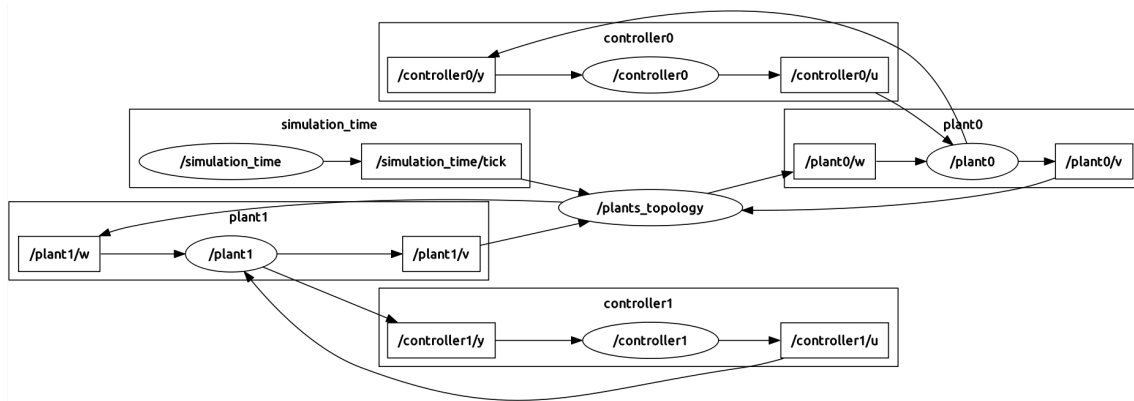 controller0
/controller0/y
/controller0
/controller0/u
simulation_time
/simulation_time
/simulation_time/tick
plant0
/plant0/w
/plant0
/plant0/v
/plants_topology
plant1
/plant1/w
/plant1
/plant1/v
controller1
/controller1/y
/controller1
/controller1/u